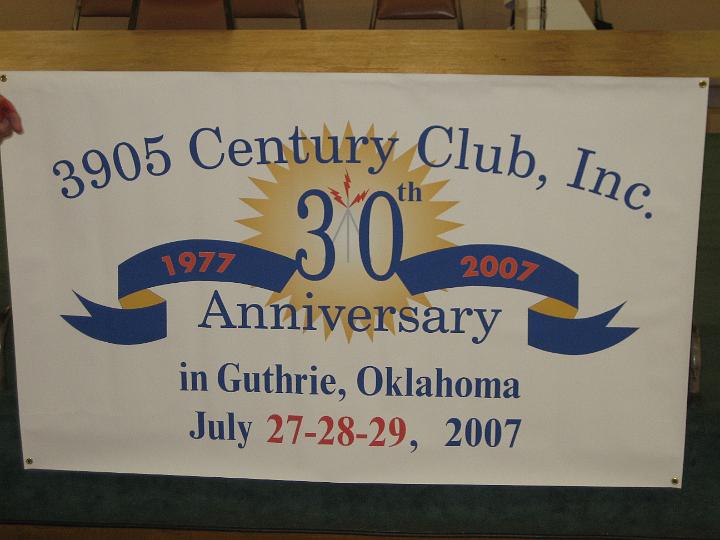 3905 Century Club, Inc.
30th
1977 2007
Anniversary
in Guthrie, Oklahoma
July 27-28-29, 2007